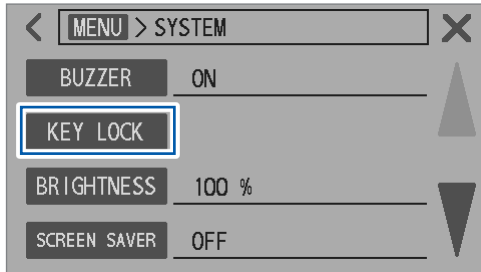 MENU > SYSTEM
BUZZER ON
KEY LOCK
BRIGHTNESS 100 %
SCREEN SAVER OFF